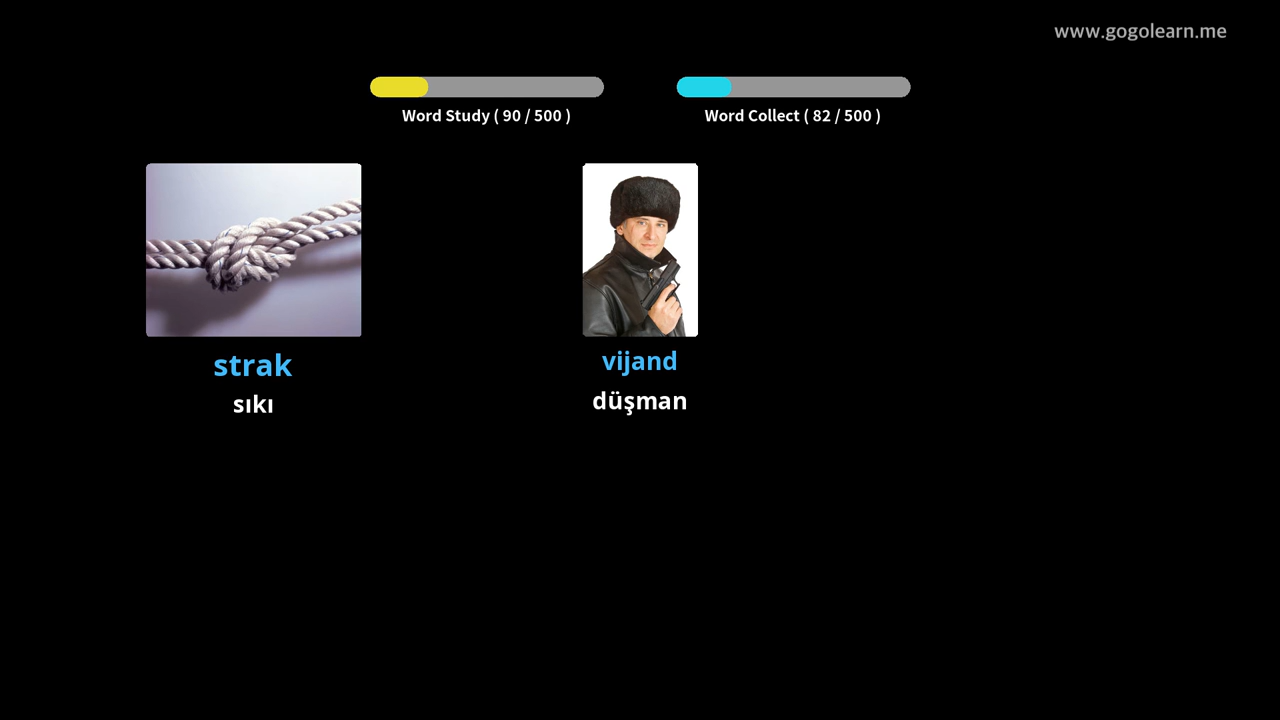 www.gogolearn.me
Word Study ( 90 / 500 )
Word Collect ( 82 / 500 )
strak
sıkı
vijand
düşman